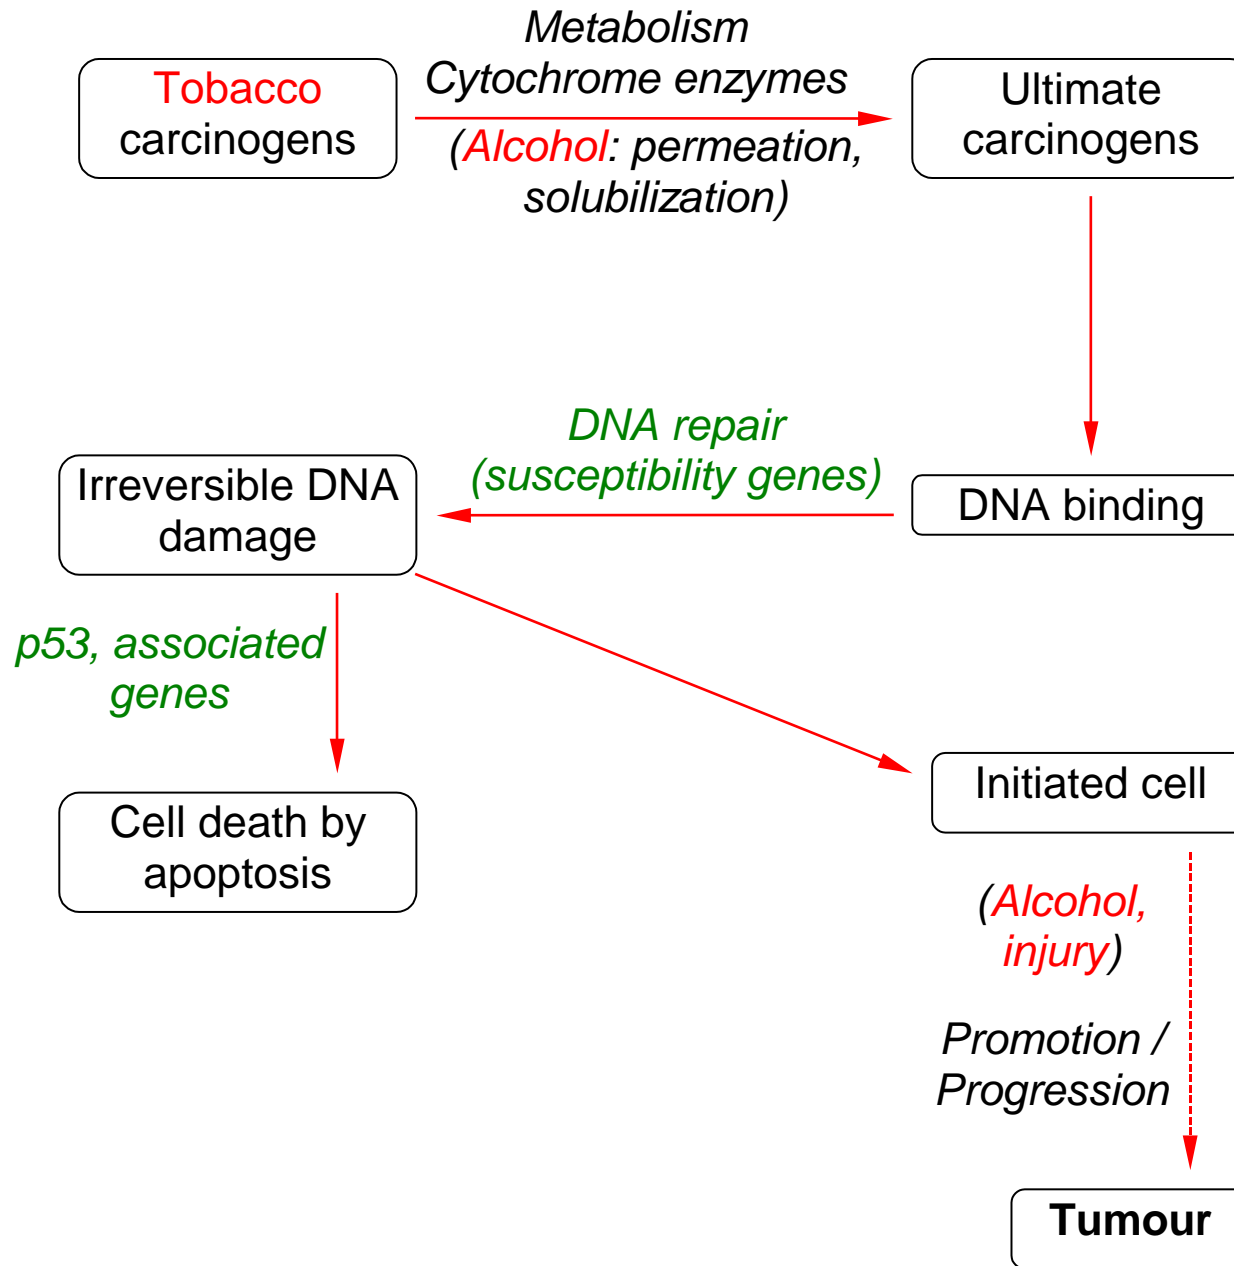 Tobacco
carcinogens
Metabolism
Cytochrome enzymes
(Alcohol: permeation,
solubilization)
Ultimate
carcinogens
DNA repair
(susceptibility genes)
Irreversible DNA
damage
DNA binding
p53, associated
genes
Cell death by
apoptosis
Initiated cell
(Alcohol,
injury)
Promotion /
Progression
Tumour